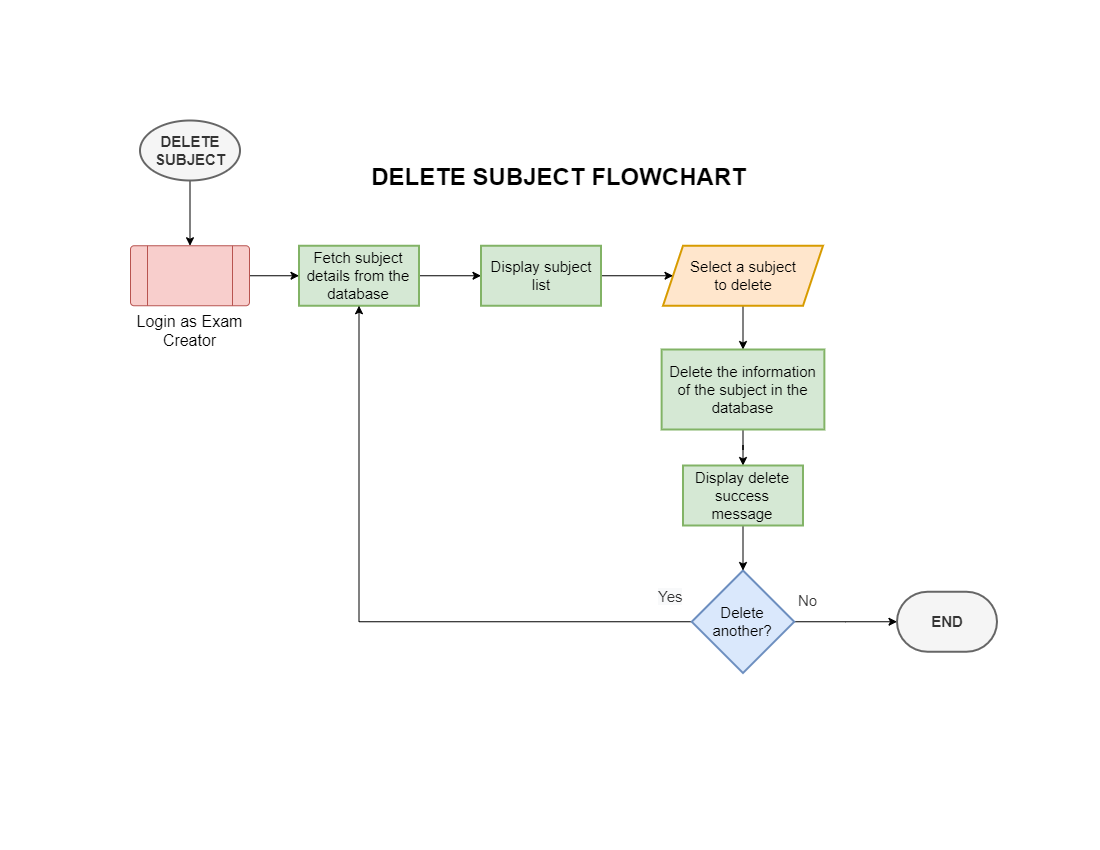 DELETE
SUBJECT
DELETE SUBJECT FLOWCHART
Login as Exam
Creator
Fetch subject
details from the
database
Display subject
list
Select a subject
to delete
Delete the information
of the subject in the
database
Display delete
success
message
Delete
another?
Yes
No
END